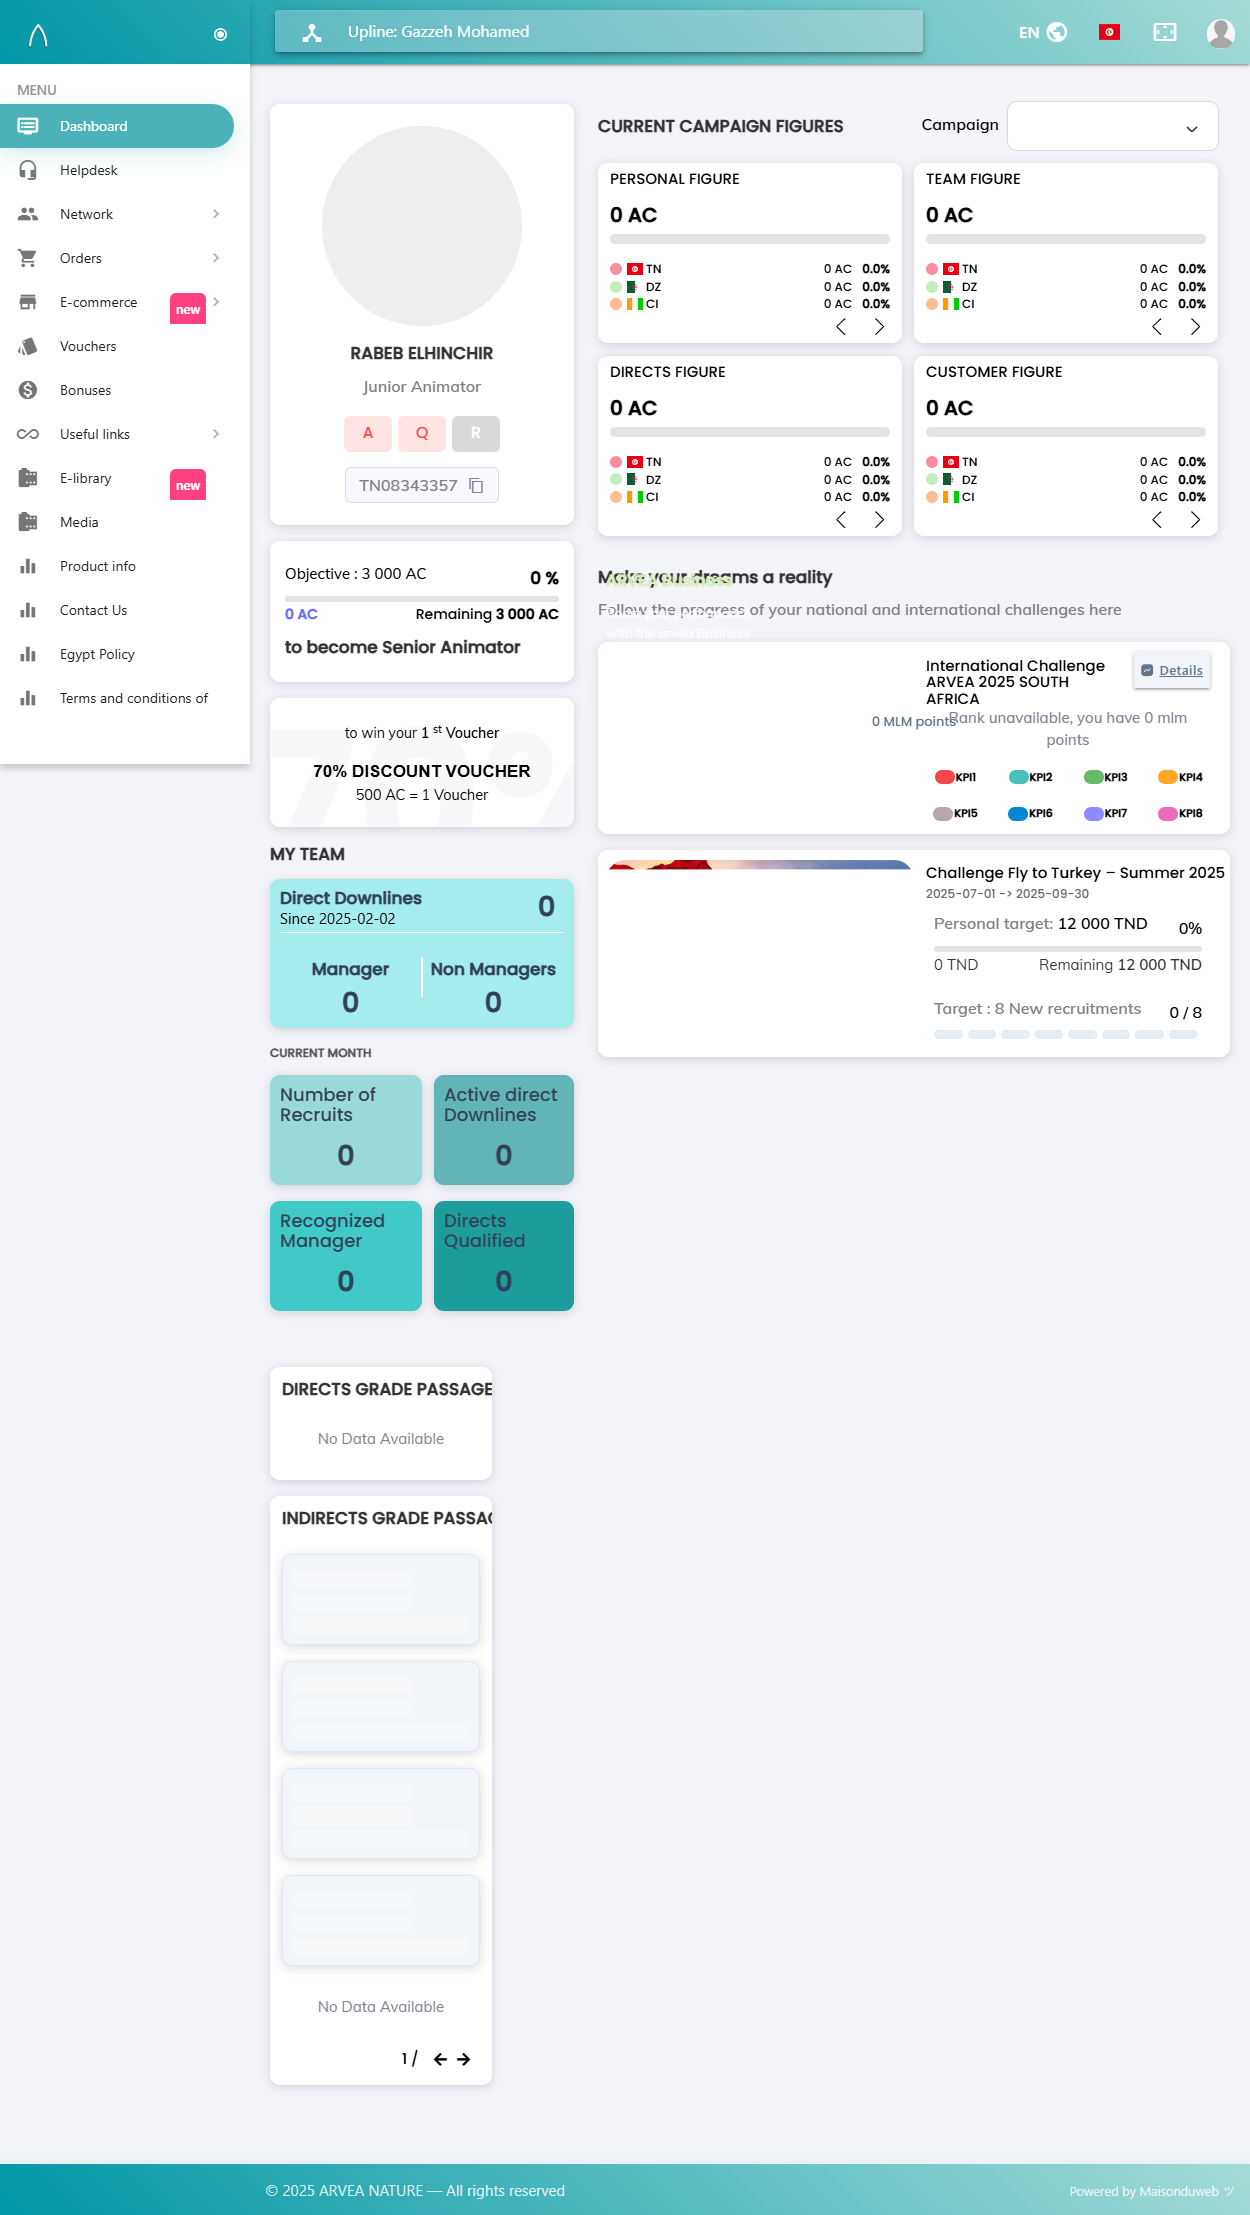 Upline: Gazzeh Mohamed
EN
MENU
Dashboard
Helpdesk
Network
Orders
E-commerce
new
Vouchers
Bonuses
Useful links
E-library
new
Media
Product info
Contact Us
Egypt Policy
Terms and conditions of
RABEB ELHINCHIR
Junior Animator
A Q R
TN08343357
Objective : 3 000 AC
0 %
0 AC
Remaining 3 000 AC
to become Senior Animator
70%
to win your 1 st Voucher
70% DISCOUNT VOUCHER
500 AC = 1 Voucher
MY TEAM
Direct Downlines
Since 2025-02-02
0
Manager
0
Non Managers
0
CURRENT MONTH
Number of
Recruits
0
Active direct
Downlines
0
Recognized
Manager
0
Directs
Qualified
0
DIRECTS GRADE PASSAGE
No Data Available
INDIRECTS GRADE PASSAG
No Data Available
1 /
CURRENT CAMPAIGN FIGURES
Campaign
PERSONAL FIGURE
0 AC
TN 0 AC 0.0%
DZ 0 AC 0.0%
CI 0 AC 0.0%
TEAM FIGURE
0 AC
TN 0 AC 0.0%
DZ 0 AC 0.0%
CI 0 AC 0.0%
DIRECTS FIGURE
0 AC
TN 0 AC 0.0%
DZ 0 AC 0.0%
CI 0 AC 0.0%
CUSTOMER FIGURE
0 AC
TN 0 AC 0.0%
DZ 0 AC 0.0%
CI 0 AC 0.0%
Make your dreams a reality
ARVEA Business
Follow the progress of your national and international challenges here
with the arvea Business
International Challenge
ARVEA 2025 SOUTH
AFRICA
Details
0 MLM points
Rank unavailable, you have 0 mlm
points
KPI1 KPI2 KPI3 KPI4
KPI5 KPI6 KPI7 KPI8
Challenge Fly to Turkey – Summer 2025
2025-07-01 -> 2025-09-30
Personal target: 12 000 TND
0%
0 TND
Remaining 12 000 TND
Target : 8 New recruitments
0 / 8
© 2025 ARVEA NATURE — All rights reserved
Powered by Maisonduweb ツ